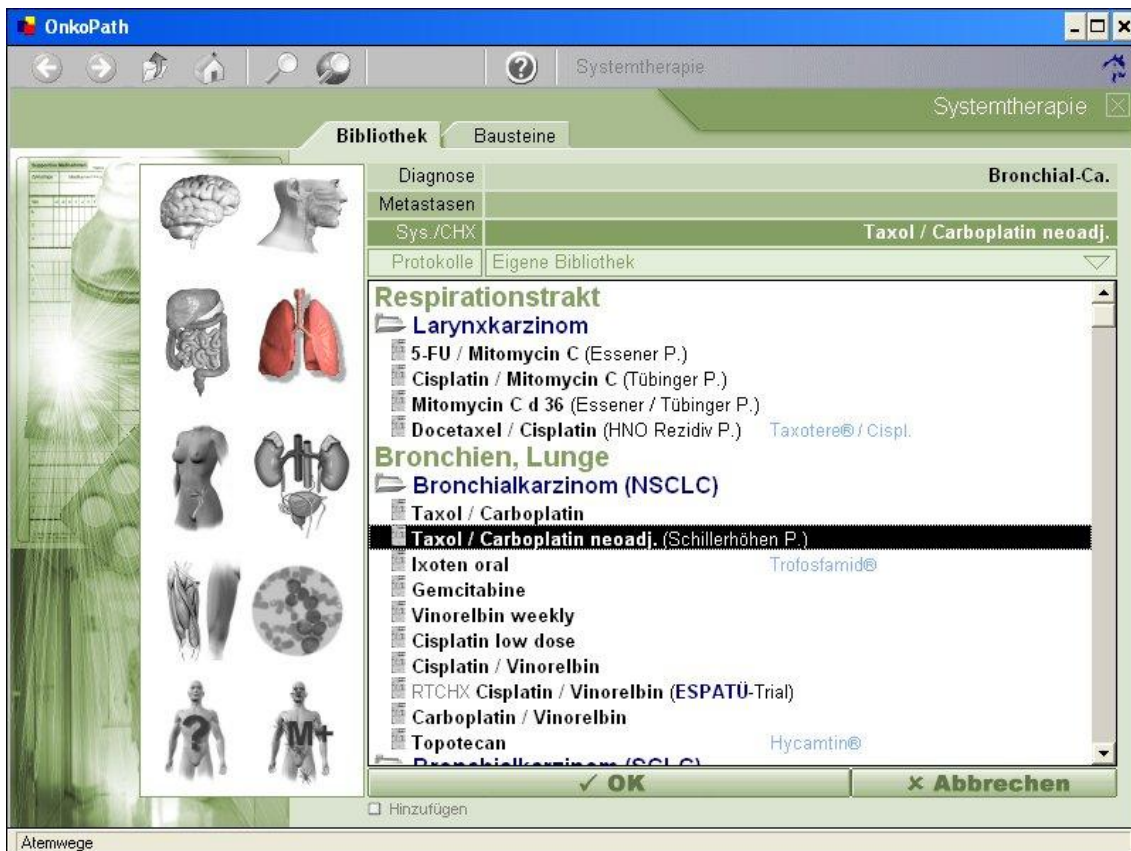 OnkoPath
Systemtherapie
Systemtherapie
Bibliothek
Bausteine
Diagnose
Bronchial-Ca.
Metastasen
Sys./CHX
Taxol / Carboplatin neoadj.
Protokolle
Eigene Bibliothek
Respirationstrakt
Larynxkarzinom
5-FU / Mitomycin C (Essener P.)
Cisplatin / Mitomycin C (Tübinger P.)
Mitomycin C d 36 (Essener / Tübinger P.)
Docetaxel / Cisplatin (HNO Rezidiv P.) Taxotere® / Cispl.
Bronchien, Lunge
Bronchialkarzinom (NSCLC)
Taxol / Carboplatin
Taxol / Carboplatin neoadj. (Schillerhöhen P.)
Ixoten oral Trofosfamid®
Gemcitabine
Vinorelbin weekly
Cisplatin low dose
Cisplatin / Vinorelbin
RTCHX Cisplatin / Vinorelbin (ESPATÜ-Trial)
Carboplatin / Vinorelbin
Topotecan Hycamtin®
Bronchialkarzinom (SCLC)
? M+
OK
Abbrechen
Hinzufügen
Atemwege